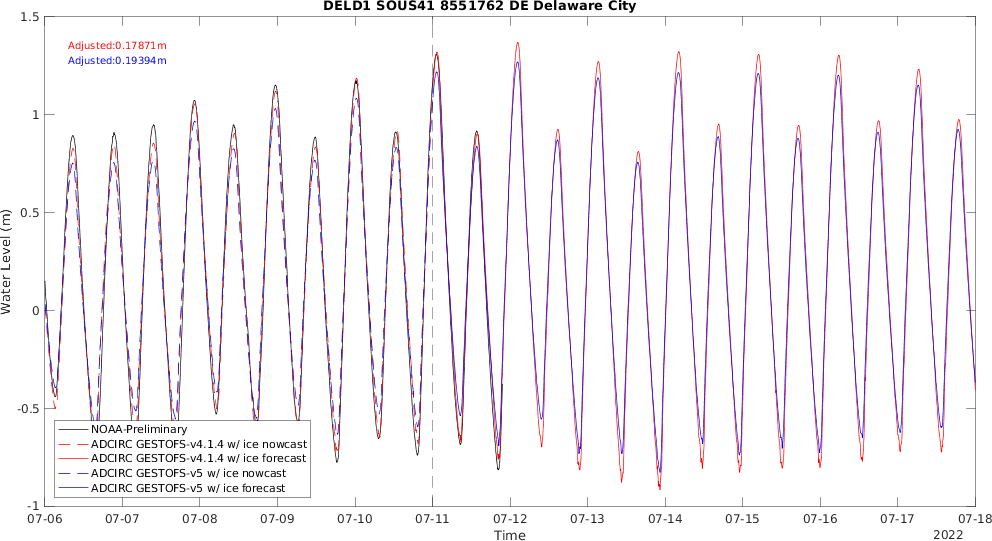 DELD1 SOUS41 8551762 DE Delaware City
1.5
Adjusted:0.17871m
Adjusted:0.19394m
1
0.5
Water Level (m)
0
-0.5
NOAA-Preliminary
ADCIRC GESTOFS-v4.1.4 w/ ice nowcast
ADCIRC GESTOFS-v4.1.4 w/ ice forecast
ADCIRC GESTOFS-v5 w/ ice nowcast
ADCIRC GESTOFS-v5 w/ ice forecast
-1
07-06 07-07 07-08 07-09 07-10 07-11 07-12 07-13 07-14 07-15 07-16 07-17 07-18
Time
2022